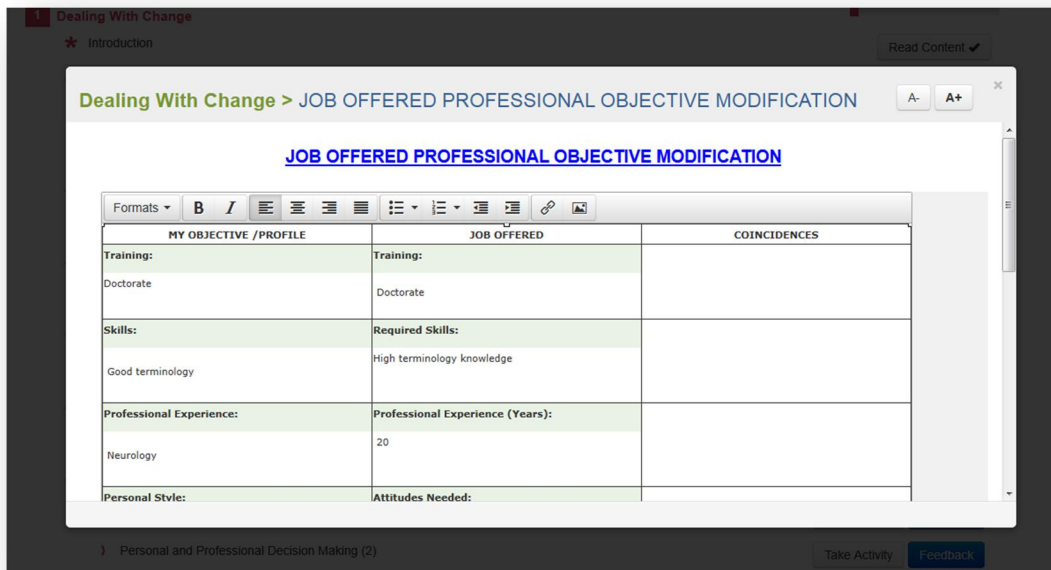 1 Dealing With Change
Introduction
Read Content
Dealing With Change > JOB OFFERED PROFESSIONAL OBJECTIVE MODIFICATION A- A+ ×
JOB OFFERED PROFESSIONAL OBJECTIVE MODIFICATION
Formats B I
MY OBJECTIVE /PROFILE JOB OFFERED COINCIDENCES
Training: Training:
Doctorate
Doctorate
Skills: Required Skills:
High terminology knowledge
Good terminology
Professional Experience: Professional Experience (Years):
20
Neurology
Personal Style: Attitudes Needed:
) Personal and Professional Decision Making (2)
Take Activity Feedback